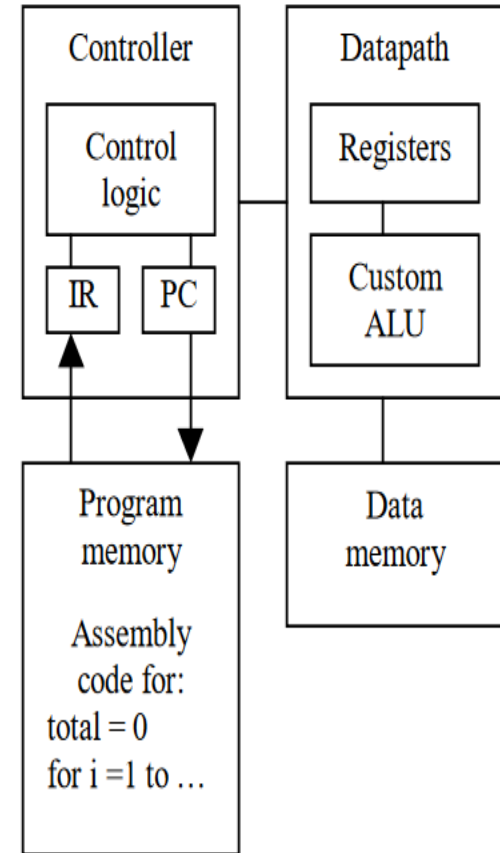 Controller
Control
logic
IR
PC
Program
memory
Assembly
code for:
total = 0
for i =1 to …
Datapath
Registers
Custom
ALU
Data
memory